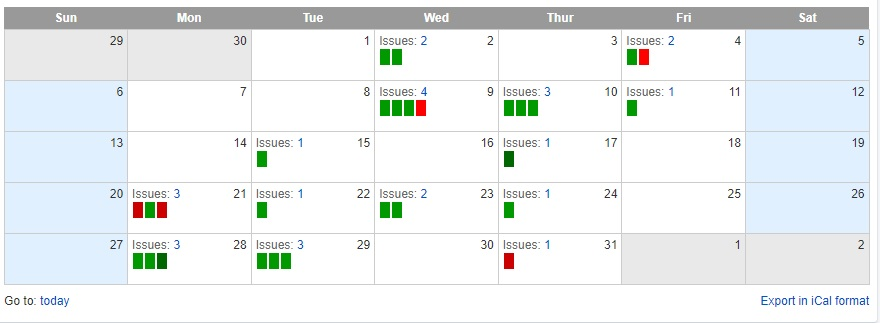 Sun Mon Tue Wed Thur Fri Sat
29 30 1 Issues: 2 2 3 Issues: 2 4 5
6 7 8 Issues: 4 9 Issues: 3 10 Issues: 1 11 12
13 14 Issues: 1 15 16 Issues: 1 17 18 19
20 Issues: 3 21 Issues: 1 22 Issues: 2 23 Issues: 1 24 25 26
27 Issues: 3 28 Issues: 3 29 30 Issues: 1 31 1 2
Go to: today Export in iCal format